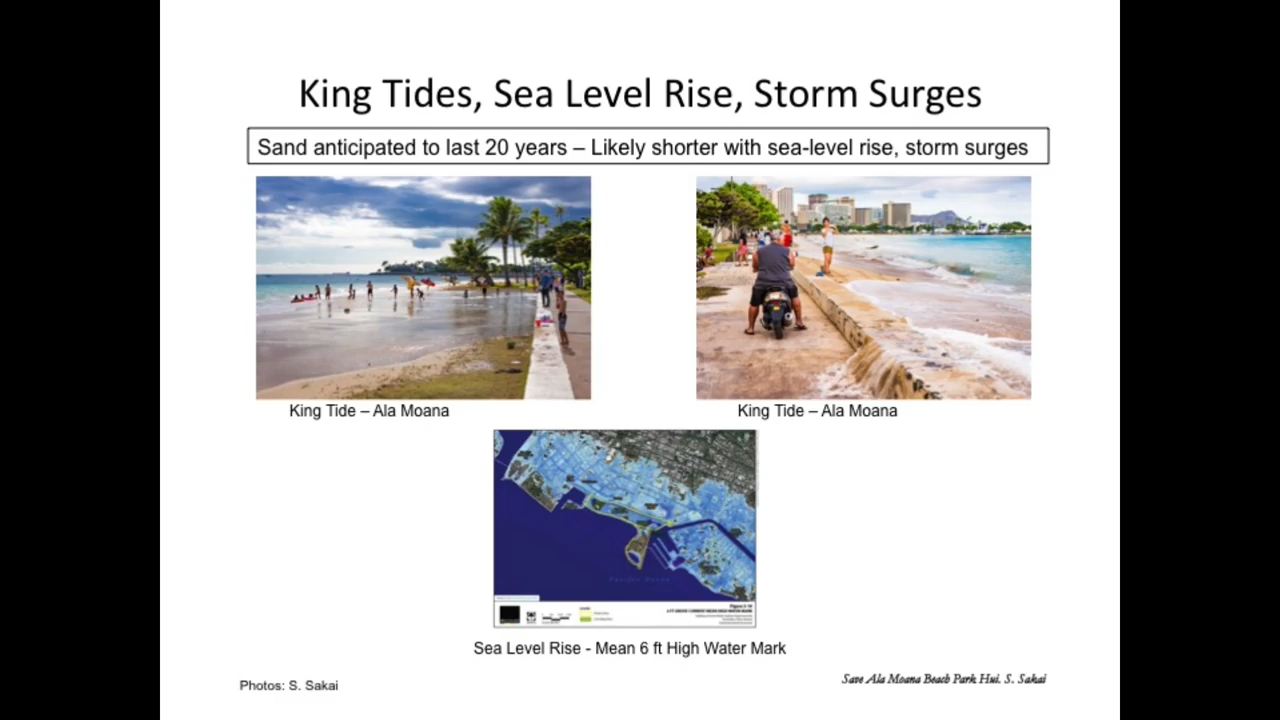 King Tides, Sea Level Rise, Storm Surges
Sand anticipated to last 20 years – Likely shorter with sea-level rise, storm surges
King Tide – Ala Moana
King Tide – Ala Moana
Pacific Ocean
Sea Level Rise - Mean 6 ft High Water Mark
Photos: S. Sakai
Save Ala Moana Beach Park Hui. S. Sakai